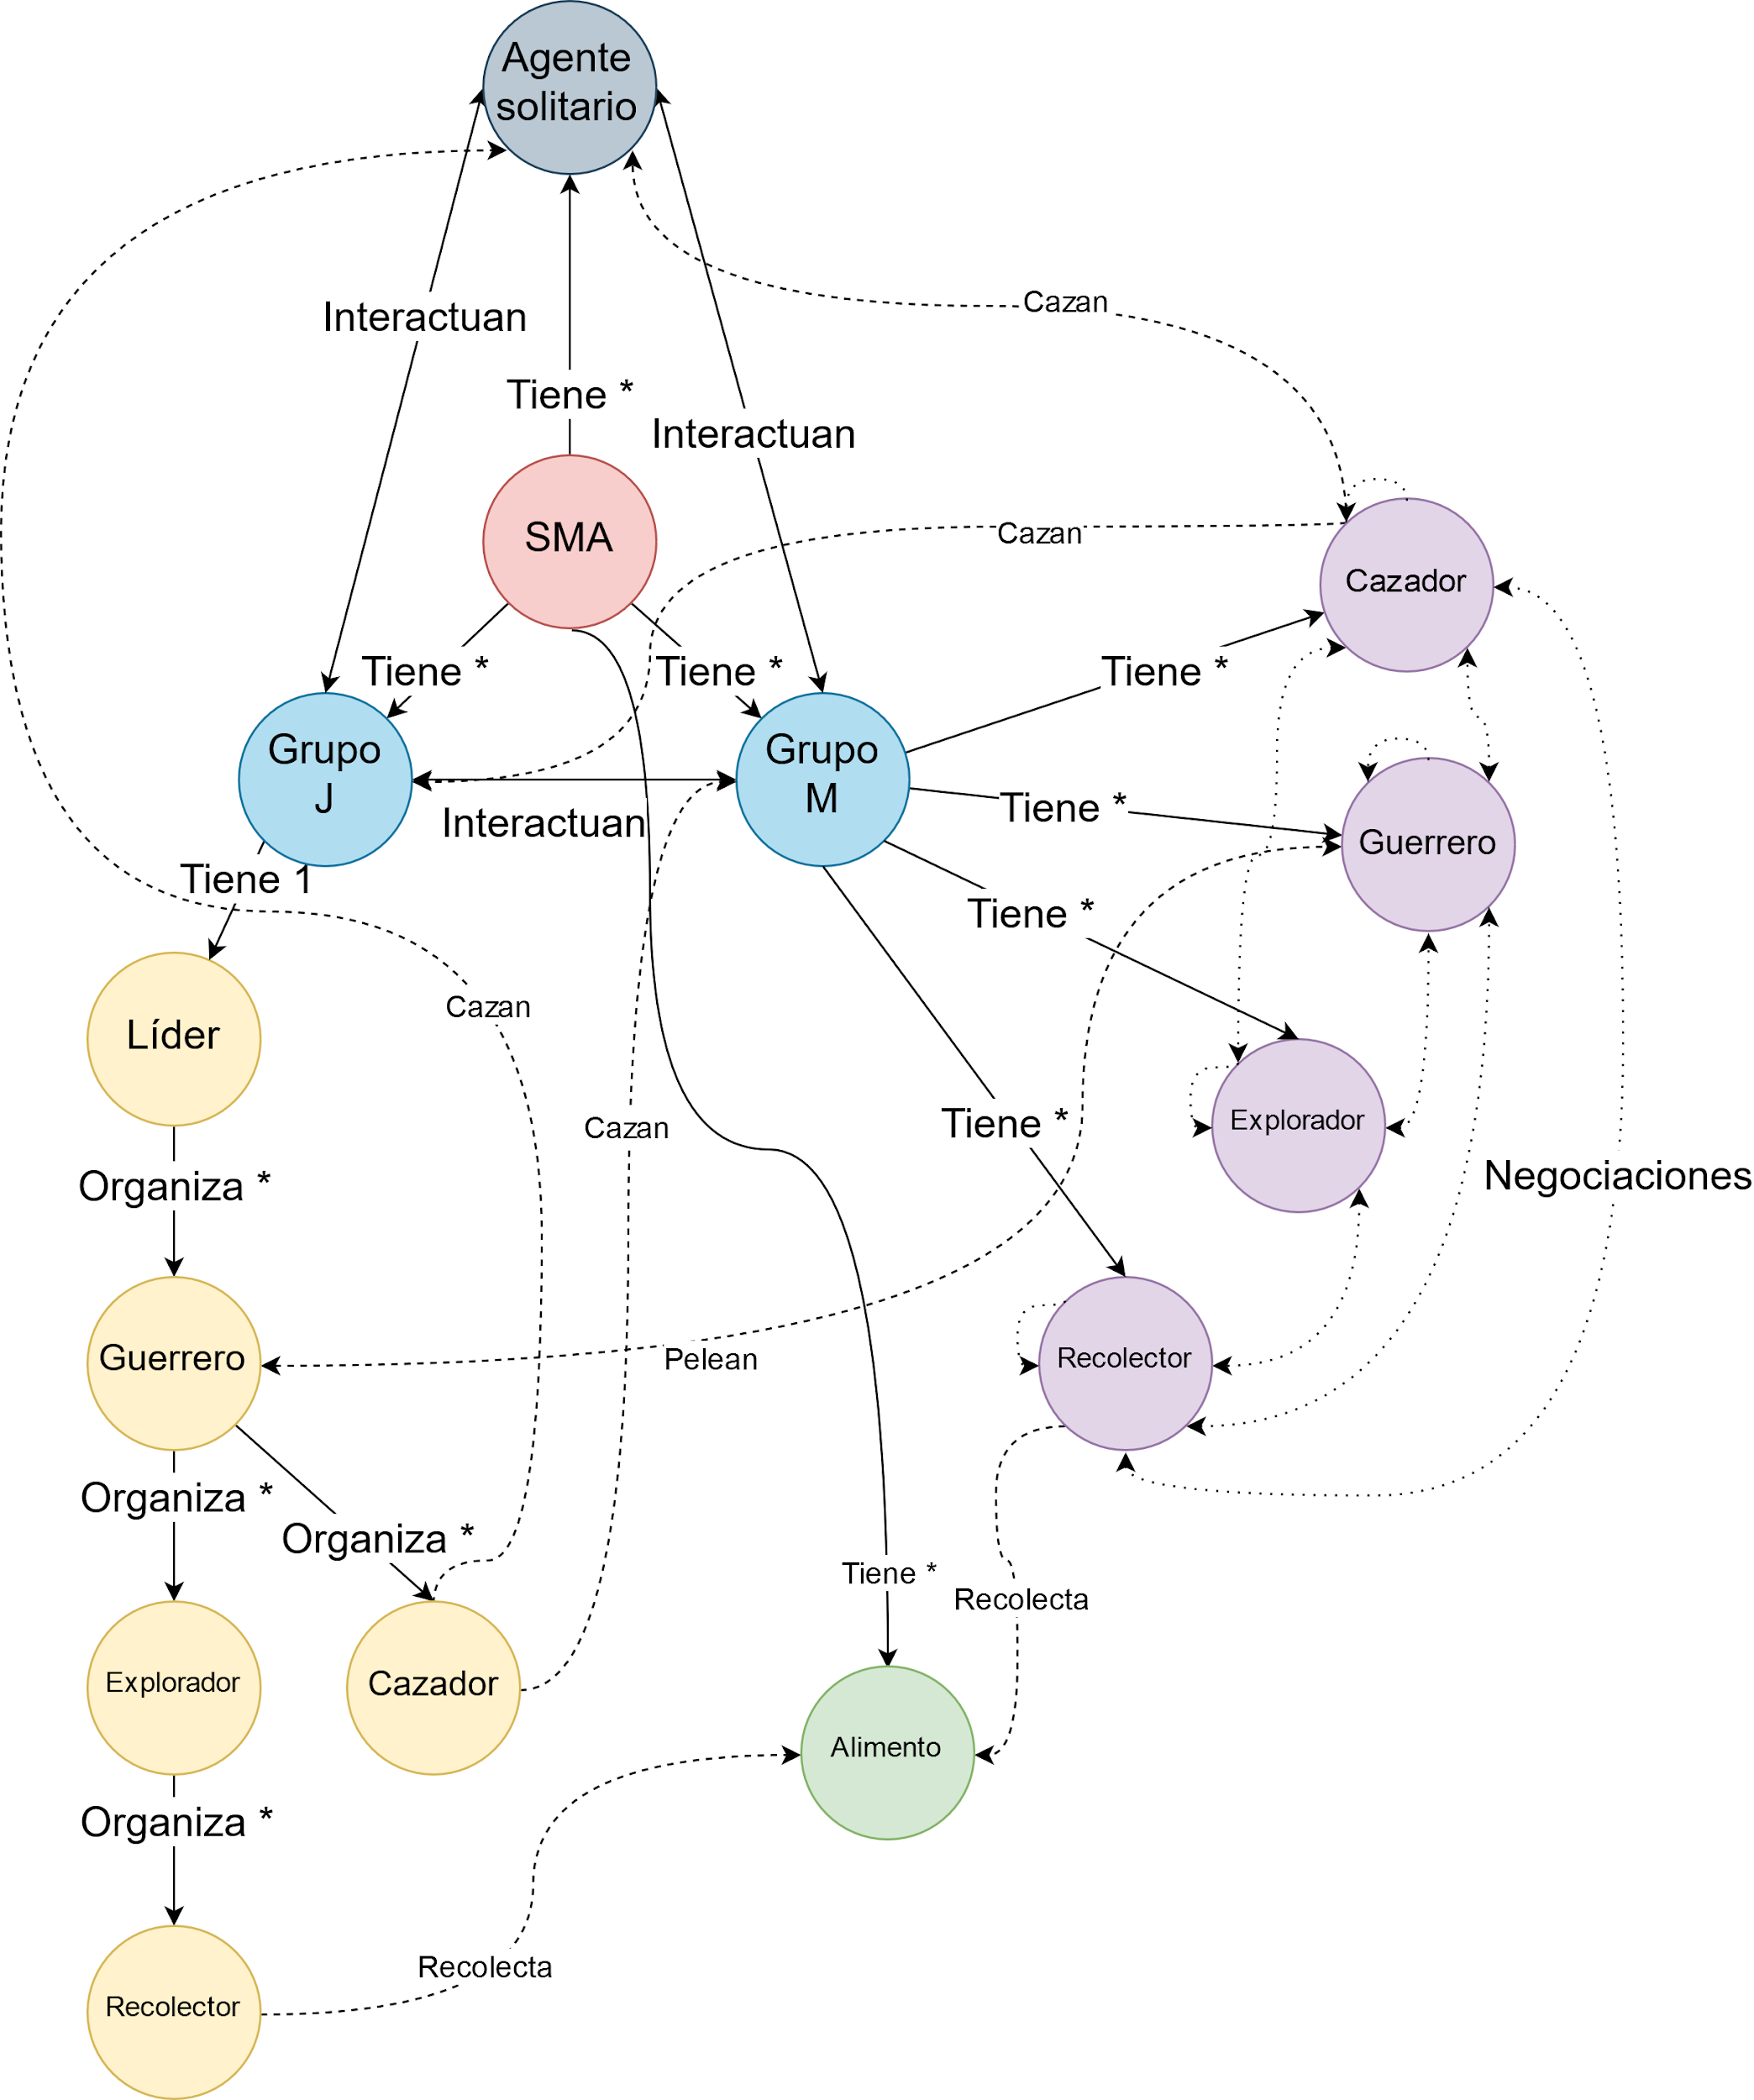 Agente
solitario
Cazan
Interactuan
Tiene *
Interactuan
SMA
Cazan
Cazador
Tiene *
Tiene *
Tiene *
Grupo
J
Grupo
M
Interactuan
Tiene *
Guerrero
Tiene 1
Tiene *
Cazan
Líder
Explorador
Cazan
Tiene *
Negociaciones
Organiza *
Guerrero
Pelean
Recolector
Organiza *
Organiza *
Tiene *
Recolecta
Explorador
Cazador
Alimento
Organiza *
Recolecta
Recolector